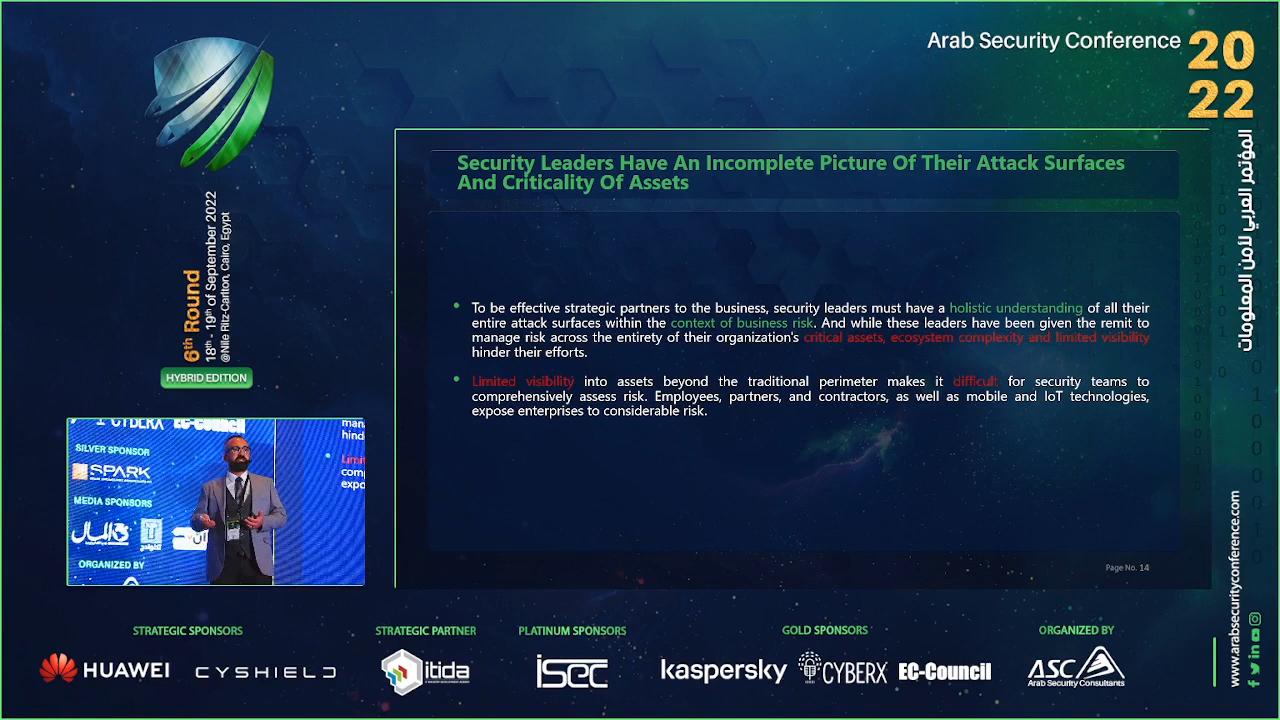 Arab Security Conference
20
22
المؤتمر العربي لأمن المعلومات
6th Round
18th - 19th of September 2022
@Nile Ritz-Carlton, Cairo, Egypt
HYBRID EDITION
Security Leaders Have An Incomplete Picture Of Their Attack Surfaces
And Criticality Of Assets
• To be effective strategic partners to the business, security leaders must have a holistic understanding of all their
entire attack surfaces within the context of business risk. And while these leaders have been given the remit to
manage risk across the entirety of their organization's critical assets, ecosystem complexity and limited visibility
hinder their efforts.
• Limited visibility into assets beyond the traditional perimeter makes it difficult for security teams to
comprehensively assess risk. Employees, partners, and contractors, as well as mobile and IoT technologies,
expose enterprises to considerable risk.
Page No. 14
CYBERX EC-Council
SILVER SPONSOR
SPARK
MEDIA SPONSORS
ORGANIZED BY
mana
hind
Limit
comp
expo
www.arabsecurityconference.com
STRATEGIC SPONSORS
HUAWEI CYSHIELD
STRATEGIC PARTNER
itida
PLATINUM SPONSORS
isec
GOLD SPONSORS
kaspersky CYBERX EC-Council
ORGANIZED BY
ASC
Arab Security Consultants